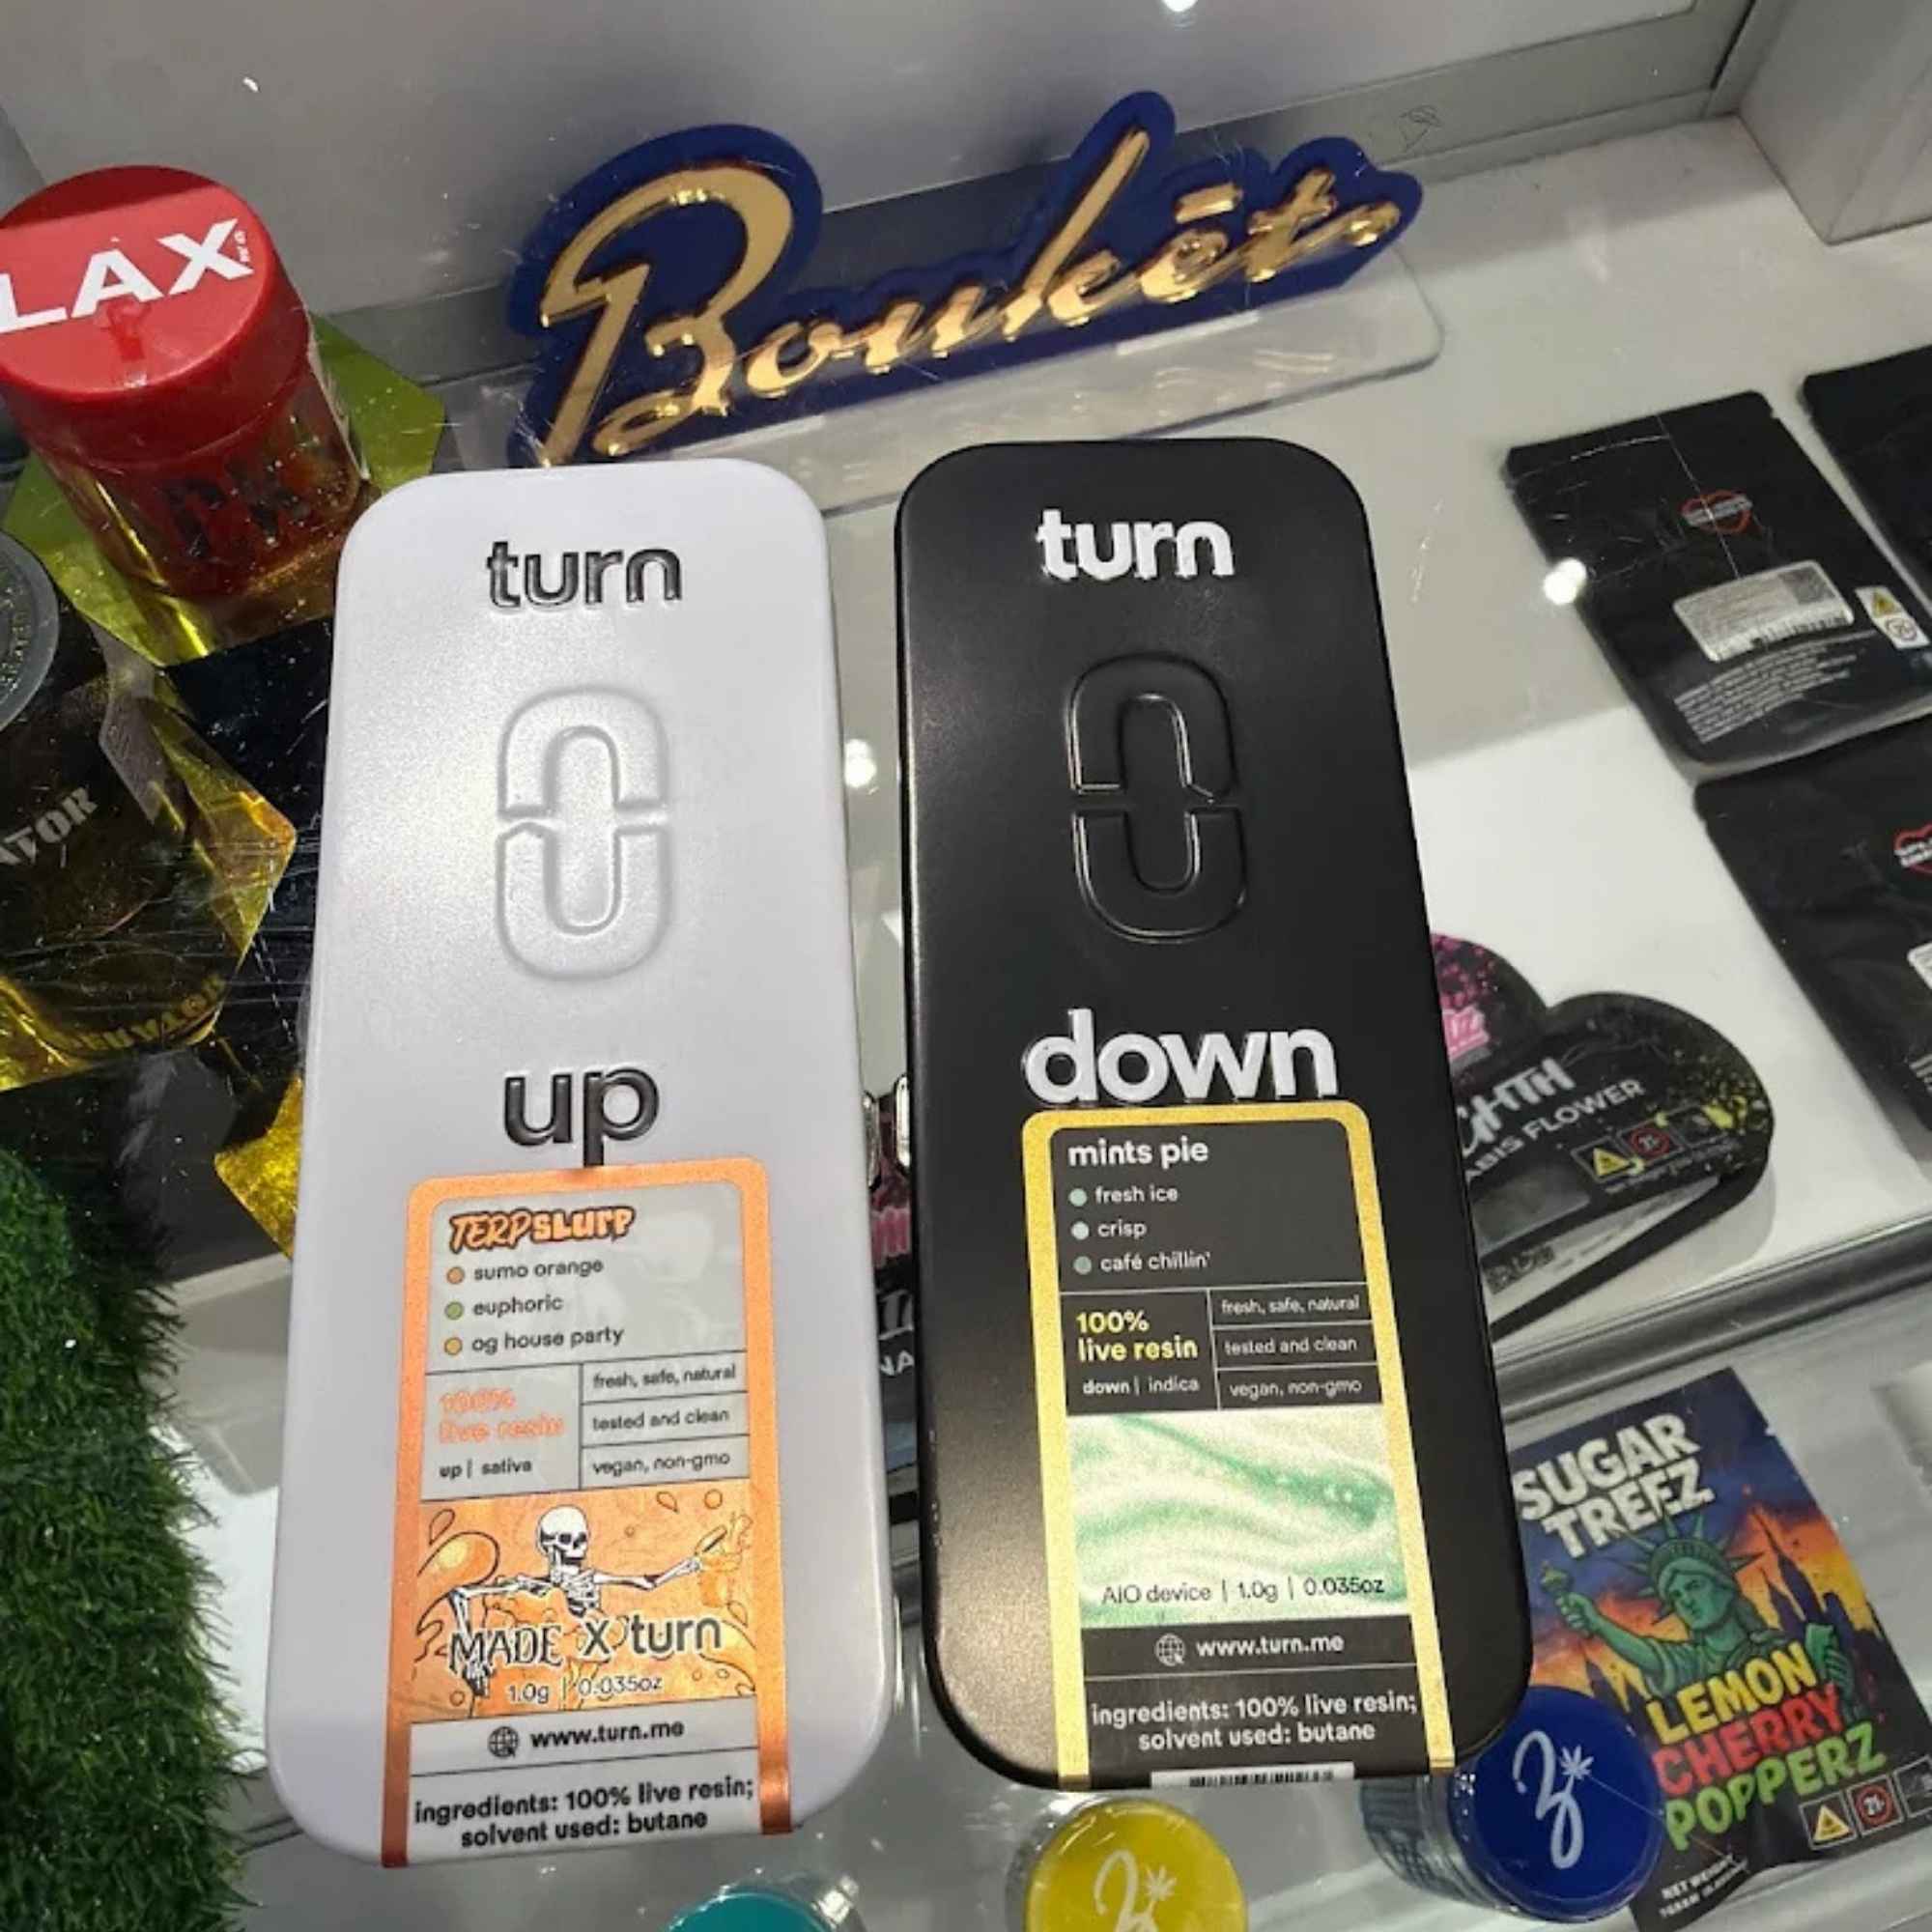 LAX
Boukēt.
turn
up
TERPSLURP
sumo orange
euphoric
og house party
100%
live resin
up | sativa
fresh, safe, natural
tested and clean
vegan, non-gmo
MADE X turn
1.0g | 0.035oz
www.turn.me
ingredients: 100% live resin;
solvent used: butane
turn
down
mints pie
fresh ice
crisp
café chillin'
100%
live resin
down | indica
fresh, safe, natural
tested and clean
vegan, non-gmo
AIO device | 1.0g | 0.035oz
www.turn.me
ingredients: 100% live resin;
solvent used: butane
FLOWER
SUGAR
TREEZ
LEMON
CHERRY
POPPERZ
21+
NET WEIGHT